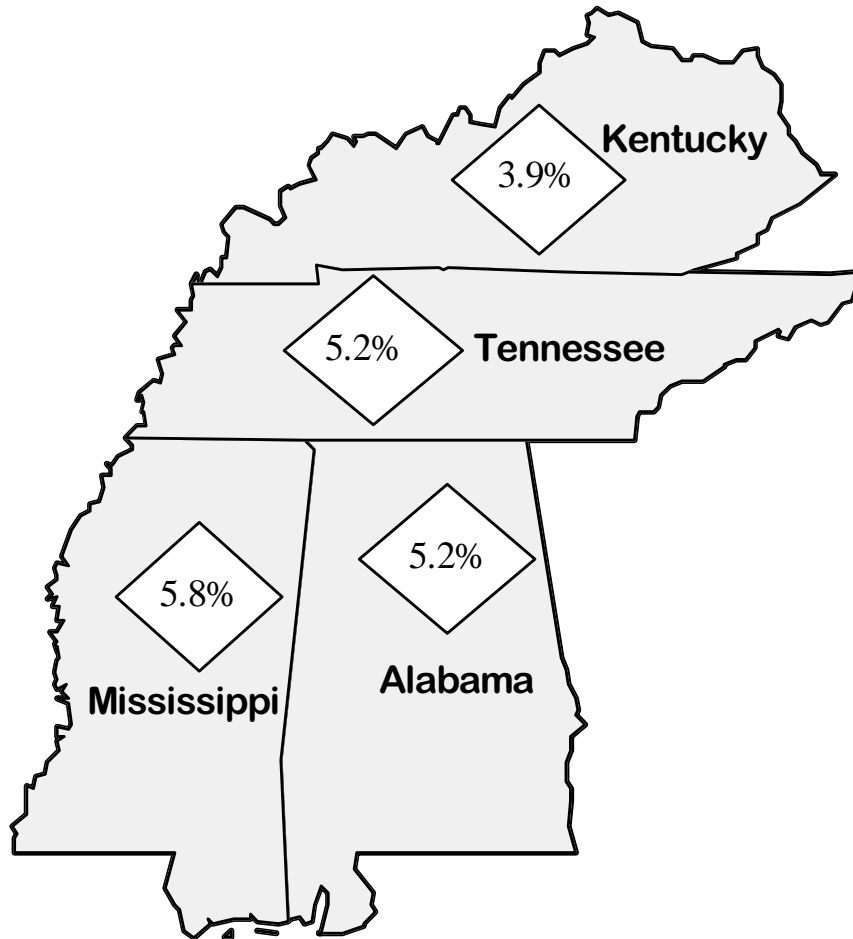 Kentucky
3.9%
5.2%
Tennessee
5.2%
5.8%
Alabama
Mississippi